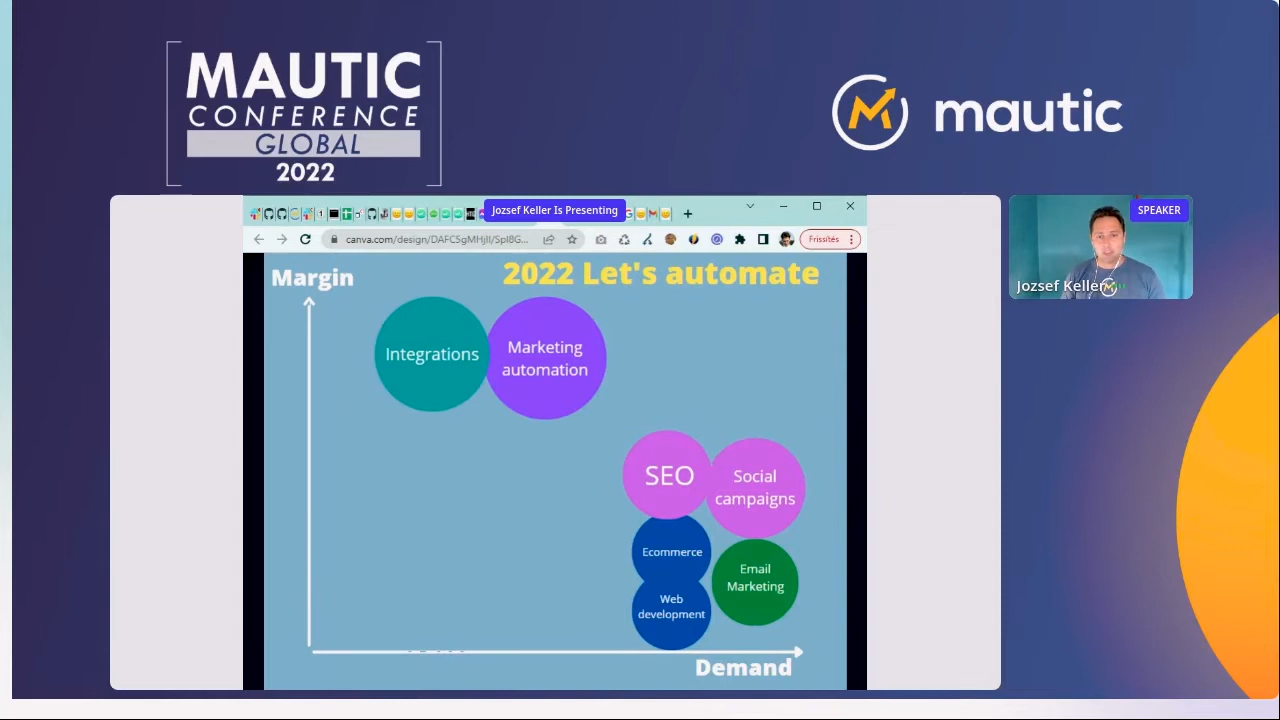 MAUTIC
CONFERENCE
GLOBAL
2022
mautic
Jozsef Keller Is Presenting
canva.com/design/DAFC5gMHjlI/SpI8G...
Frissítés
SPEAKER
Jozsef Keller
Margin
2022 Let's automate
Integrations
Marketing
automation
SEO
Social
campaigns
Ecommerce
Email
Marketing
Web
development
Demand